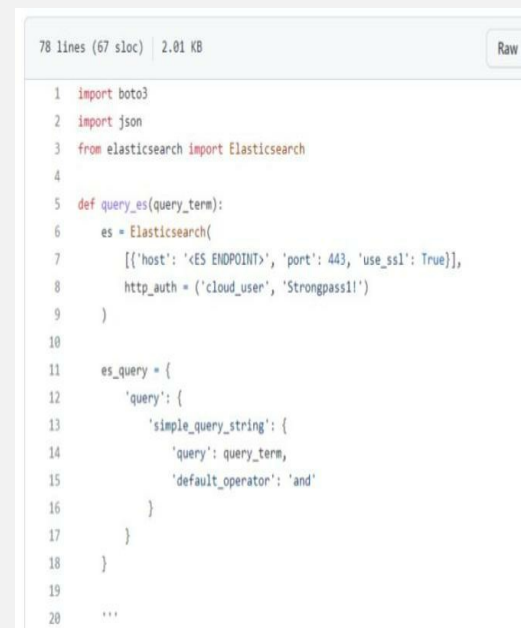 78 lines (67 sloc) 2.01 KB Raw
1 import boto3
2 import json
3 from elasticsearch import Elasticsearch
4
5 def query_es(query_term):
6 es = Elasticsearch(
7 [{'host': '<ES ENDPOINT>', 'port': 443, 'use_ssl': True}],
8 http_auth = ('cloud_user', 'Strongpass1!')
9 )
10
11 es_query = {
12 'query': {
13 'simple_query_string': {
14 'query': query_term,
15 'default_operator': 'and'
16 }
17 }
18 }
19
20 '''